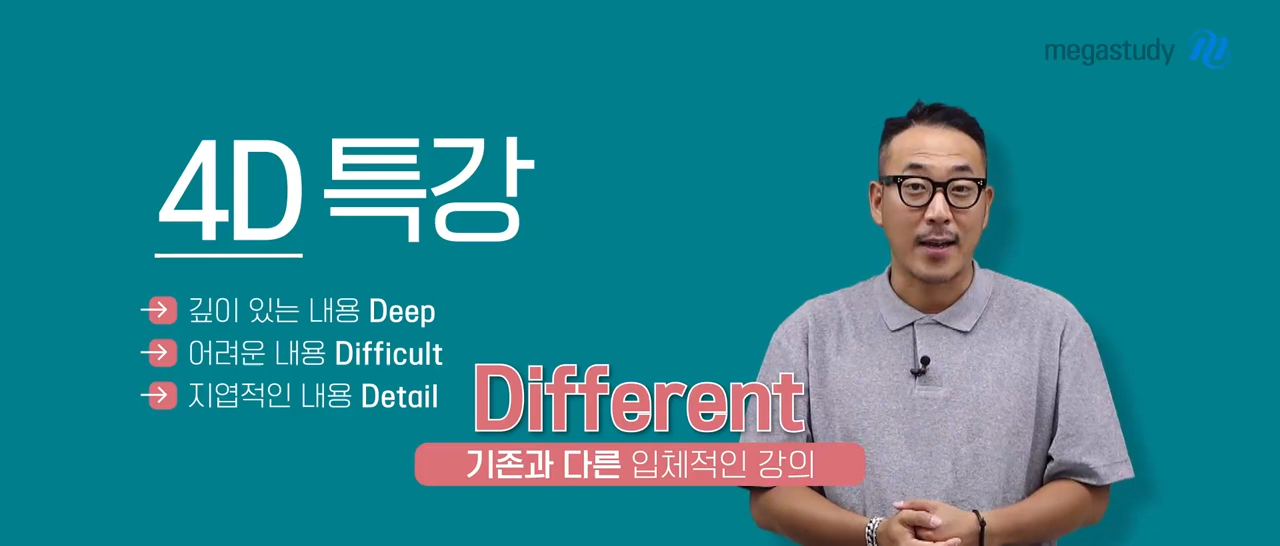 megastudy
4D 특강
깊이 있는 내용 Deep
어려운 내용 Difficult
지엽적인 내용 Detail
Different
기존과 다른 입체적인 강의